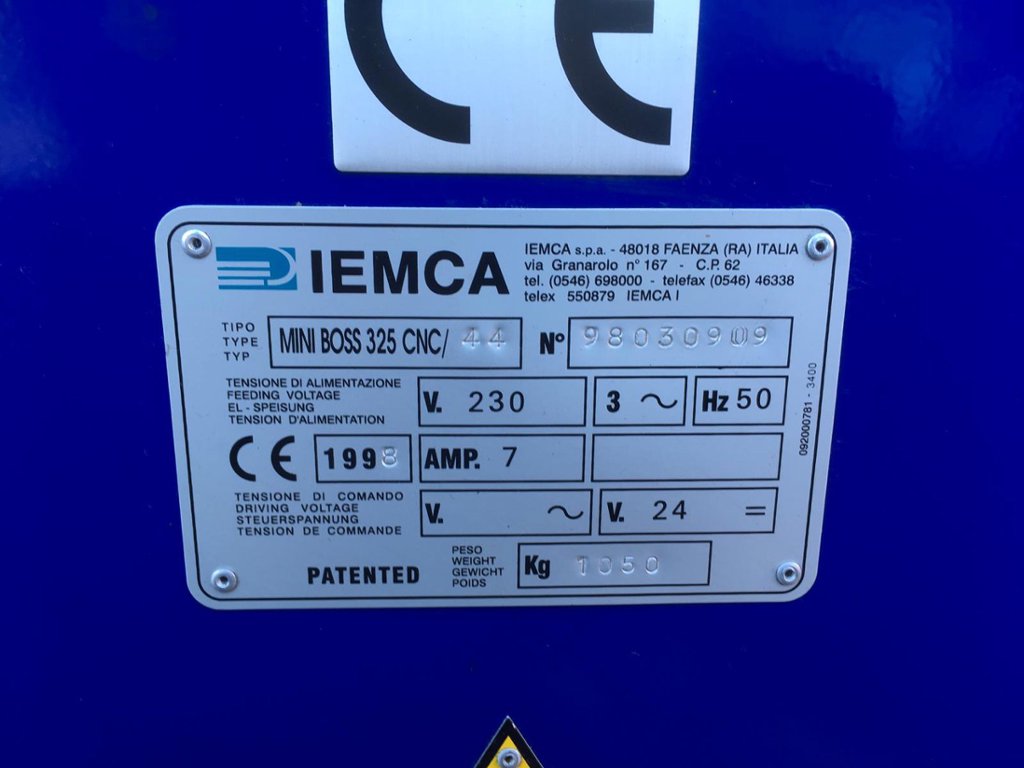 CE
IEMCA
IEMCA s.p.a. - 48018 FAENZA (RA) ITALIA
via Granarolo n° 167 - C.P. 62
tel. (0546) 698000 - telefax (0546) 46338
telex 550879 IEMCA I
TIPO
TYPE
TYP
MINI BOSS 325 CNC/ 44
N° 98030909
TENSIONE DI ALIMENTAZIONE
FEEDING VOLTAGE
EL - SPEISUNG
TENSION D'ALIMENTATION
V. 230
3 ~
Hz 50
CE 1998
AMP. 7
TENSIONE DI COMANDO
DRIVING VOLTAGE
STEUERSPANNUNG
TENSION DE COMMANDE
V. ~
V. 24 =
PATENTED
PESO
WEIGHT
GEWICHT
POIDS
Kg 1050
092000781 - 3400